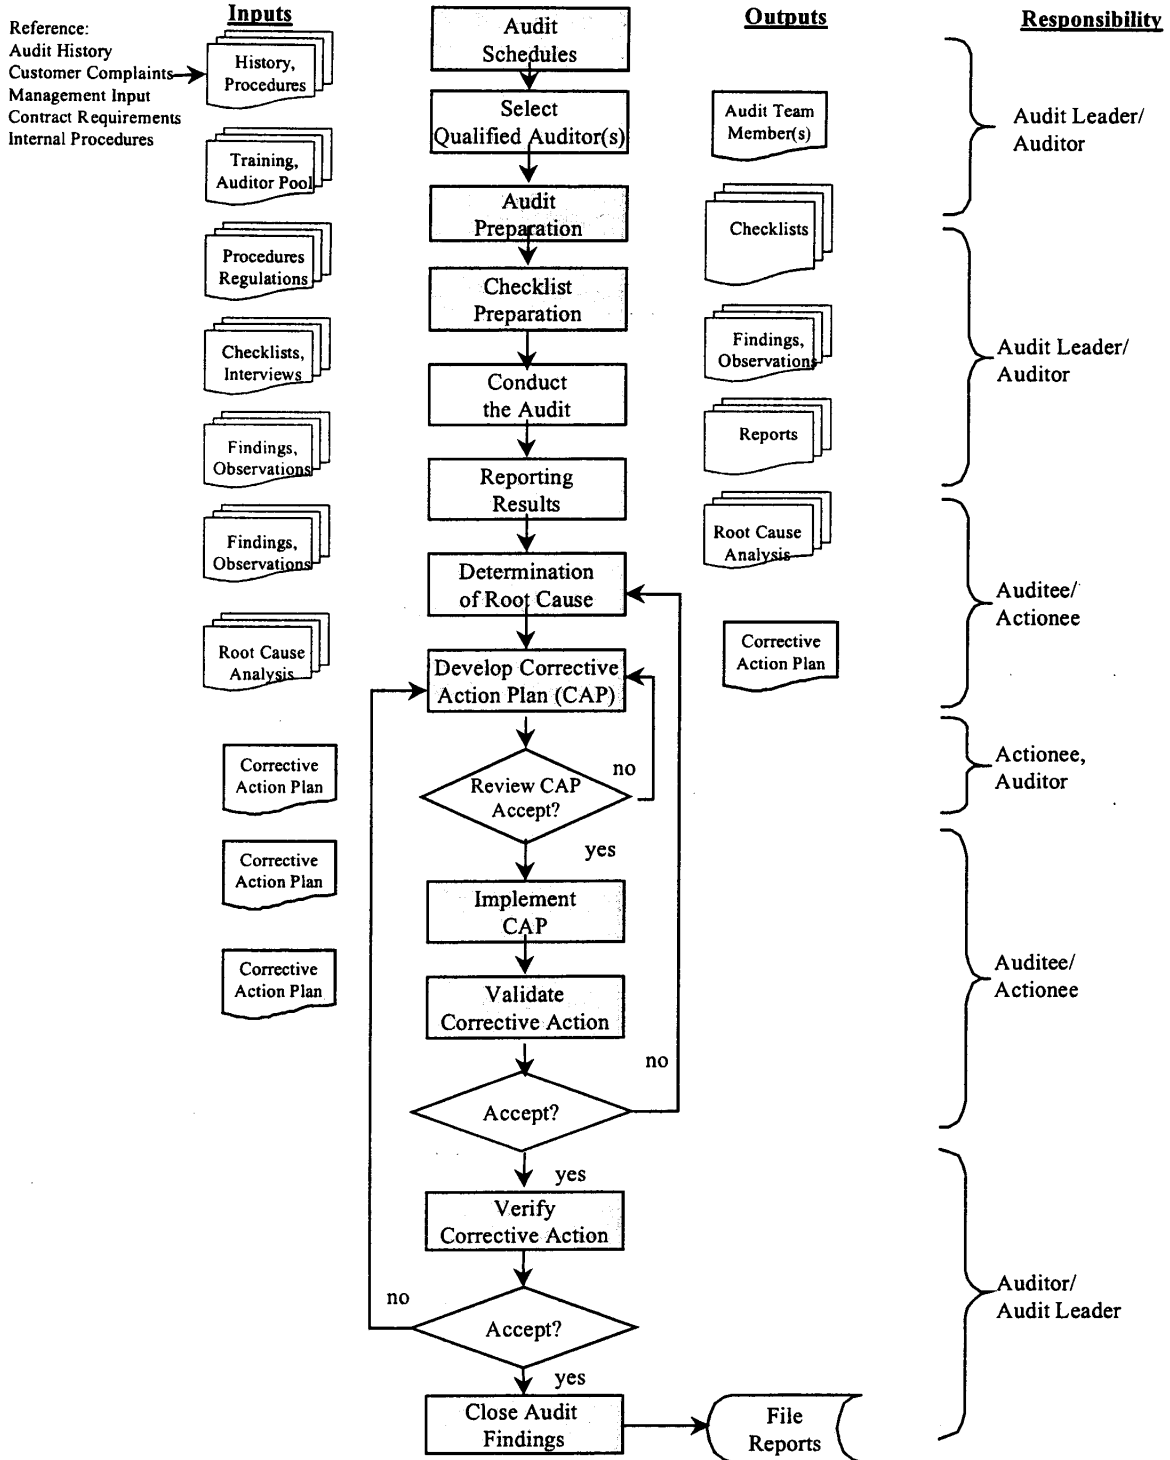 Inputs
Reference:
Audit History
Customer Complaints
Management Input
Contract Requirements
Internal Procedures
History,
Procedures
Training,
Auditor Pool
Procedures
Regulations
Checklists,
Interviews
Findings,
Observations
Findings,
Observations
Root Cause
Analysis
Corrective
Action Plan
Corrective
Action Plan
Corrective
Action Plan
Audit
Schedules
Select
Qualified Auditor(s)
Audit
Preparation
Checklist
Preparation
Conduct
the Audit
Reporting
Results
Determination
of Root Cause
Develop Corrective
Action Plan (CAP)
Review CAP
Accept?
no
yes
Implement
CAP
Validate
Corrective Action
no
Accept?
yes
Verify
Corrective Action
no
Accept?
yes
Close Audit
Findings
Outputs
Audit Team
Member(s)
Checklists
Findings,
Observations
Reports
Root Cause
Analysis
Corrective
Action Plan
File
Reports
Responsibility
Audit Leader/
Auditor
Audit Leader/
Auditor
Auditee/
Actionee
Actionee,
Auditor
Auditee/
Actionee
Auditor/
Audit Leader